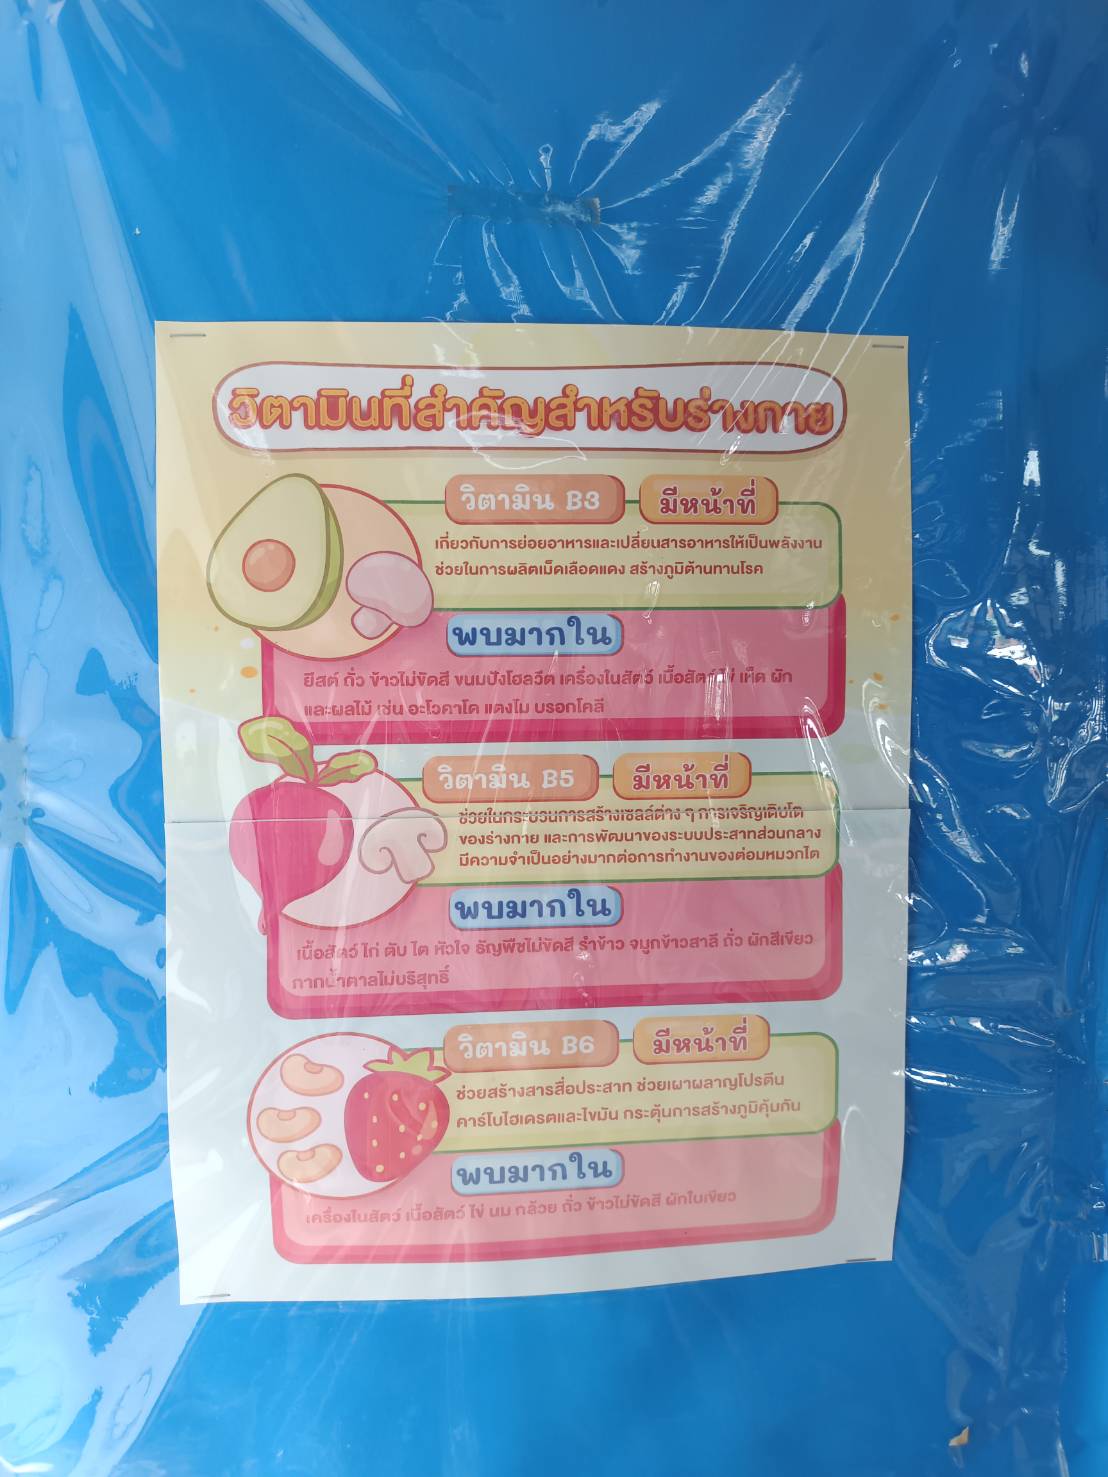 วิตามินที่สำคัญสำหรับร่างกาย
วิตามิน B3
มีหน้าที่
เกี่ยวกับการย่อยอาหารและเปลี่ยนสารอาหารให้เป็นพลังงาน
ช่วยในการผลิตเม็ดเลือดแดง สร้างภูมิต้านทานโรค
พบมากใน
ยีสต์ ถั่ว ข้าวไม่ขัดสี ขนมปังโฮลวีต เครื่องในสัตว์ เนื้อสัตว์ ไข่ เห็ด ผัก
และผลไม้ เช่น อะโวคาโด แตงโม บรอกโคลี
วิตามิน B5
มีหน้าที่
ช่วยในกระบวนการสร้างเซลล์ต่าง ๆ การเจริญเติบโต
ของร่างกาย และการพัฒนาของระบบประสาทส่วนกลาง
มีความจำเป็นอย่างมากต่อการทำงานของต่อมหมวกไต
พบมากใน
เนื้อสัตว์ ไก่ ตับ ไต หัวใจ ธัญพืชไม่ขัดสี รำข้าว จมูกข้าวสาลี ถั่ว ผักสีเขียว
กากน้ำตาลไม่บริสุทธิ์
วิตามิน B6
มีหน้าที่
ช่วยสร้างสารสื่อประสาท ช่วยเผาผลาญโปรตีน
คาร์โบไฮเดรตและไขมัน กระตุ้นการสร้างภูมิคุ้มกัน
พบมากใน
เครื่องในสัตว์ เนื้อสัตว์ ไข่ นม กล้วย ถั่ว ข้าวไม่ขัดสี ผักใบเขียว